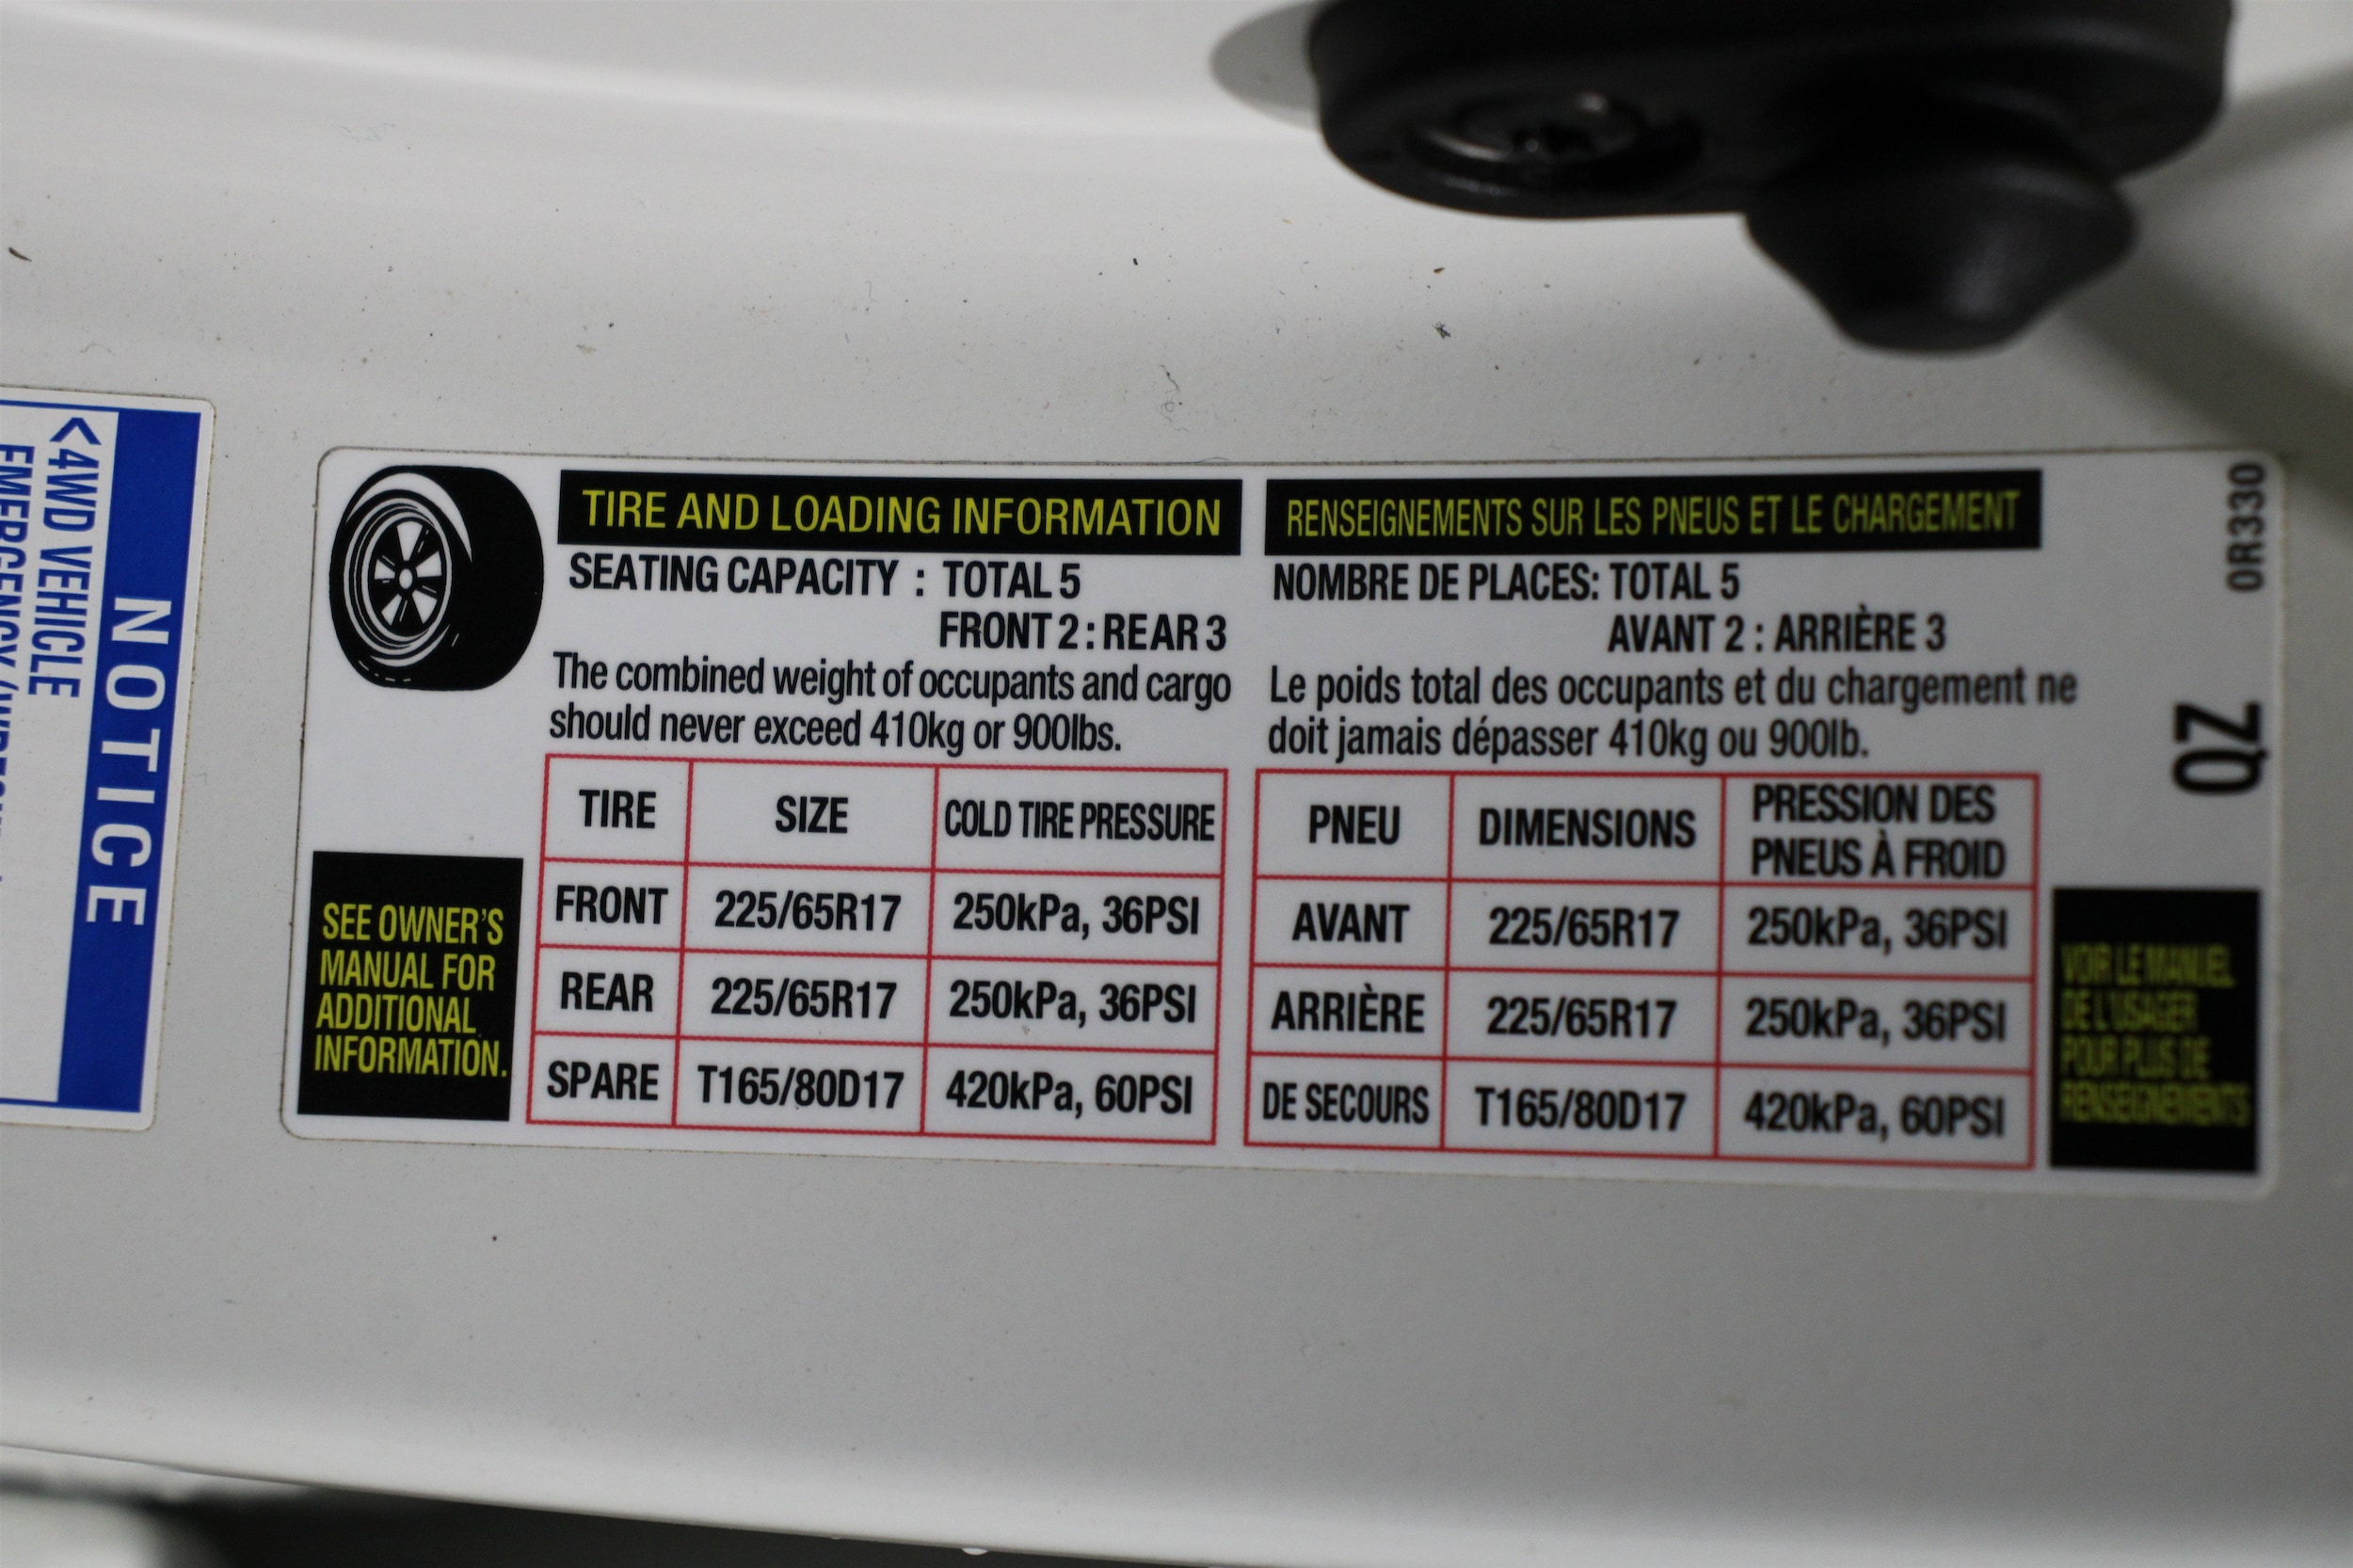 NOTICE
<4WD VEHICLE
TIRE AND LOADING INFORMATION
SEATING CAPACITY : TOTAL 5
FRONT 2 : REAR 3
The combined weight of occupants and cargo
should never exceed 410kg or 900lbs.
TIRE SIZE COLD TIRE PRESSURE
FRONT 225/65R17 250kPa, 36PSI
REAR 225/65R17 250kPa, 36PSI
SPARE T165/80D17 420kPa, 60PSI
SEE OWNER'S
MANUAL FOR
ADDITIONAL
INFORMATION.
RENSEIGNEMENTS SUR LES PNEUS ET LE CHARGEMENT
NOMBRE DE PLACES: TOTAL 5
AVANT 2 : ARRIÈRE 3
Le poids total des occupants et du chargement ne
doit jamais dépasser 410kg ou 900lb.
PNEU DIMENSIONS PRESSION DES
PNEUS À FROID
AVANT 225/65R17 250kPa, 36PSI
ARRIÈRE 225/65R17 250kPa, 36PSI
DE SECOURS T165/80D17 420kPa, 60PSI
0R330
QZ
VOIR LE MANUEL
DE L'USAGER
POUR PLUS DE
RENSEIGNEMENTS